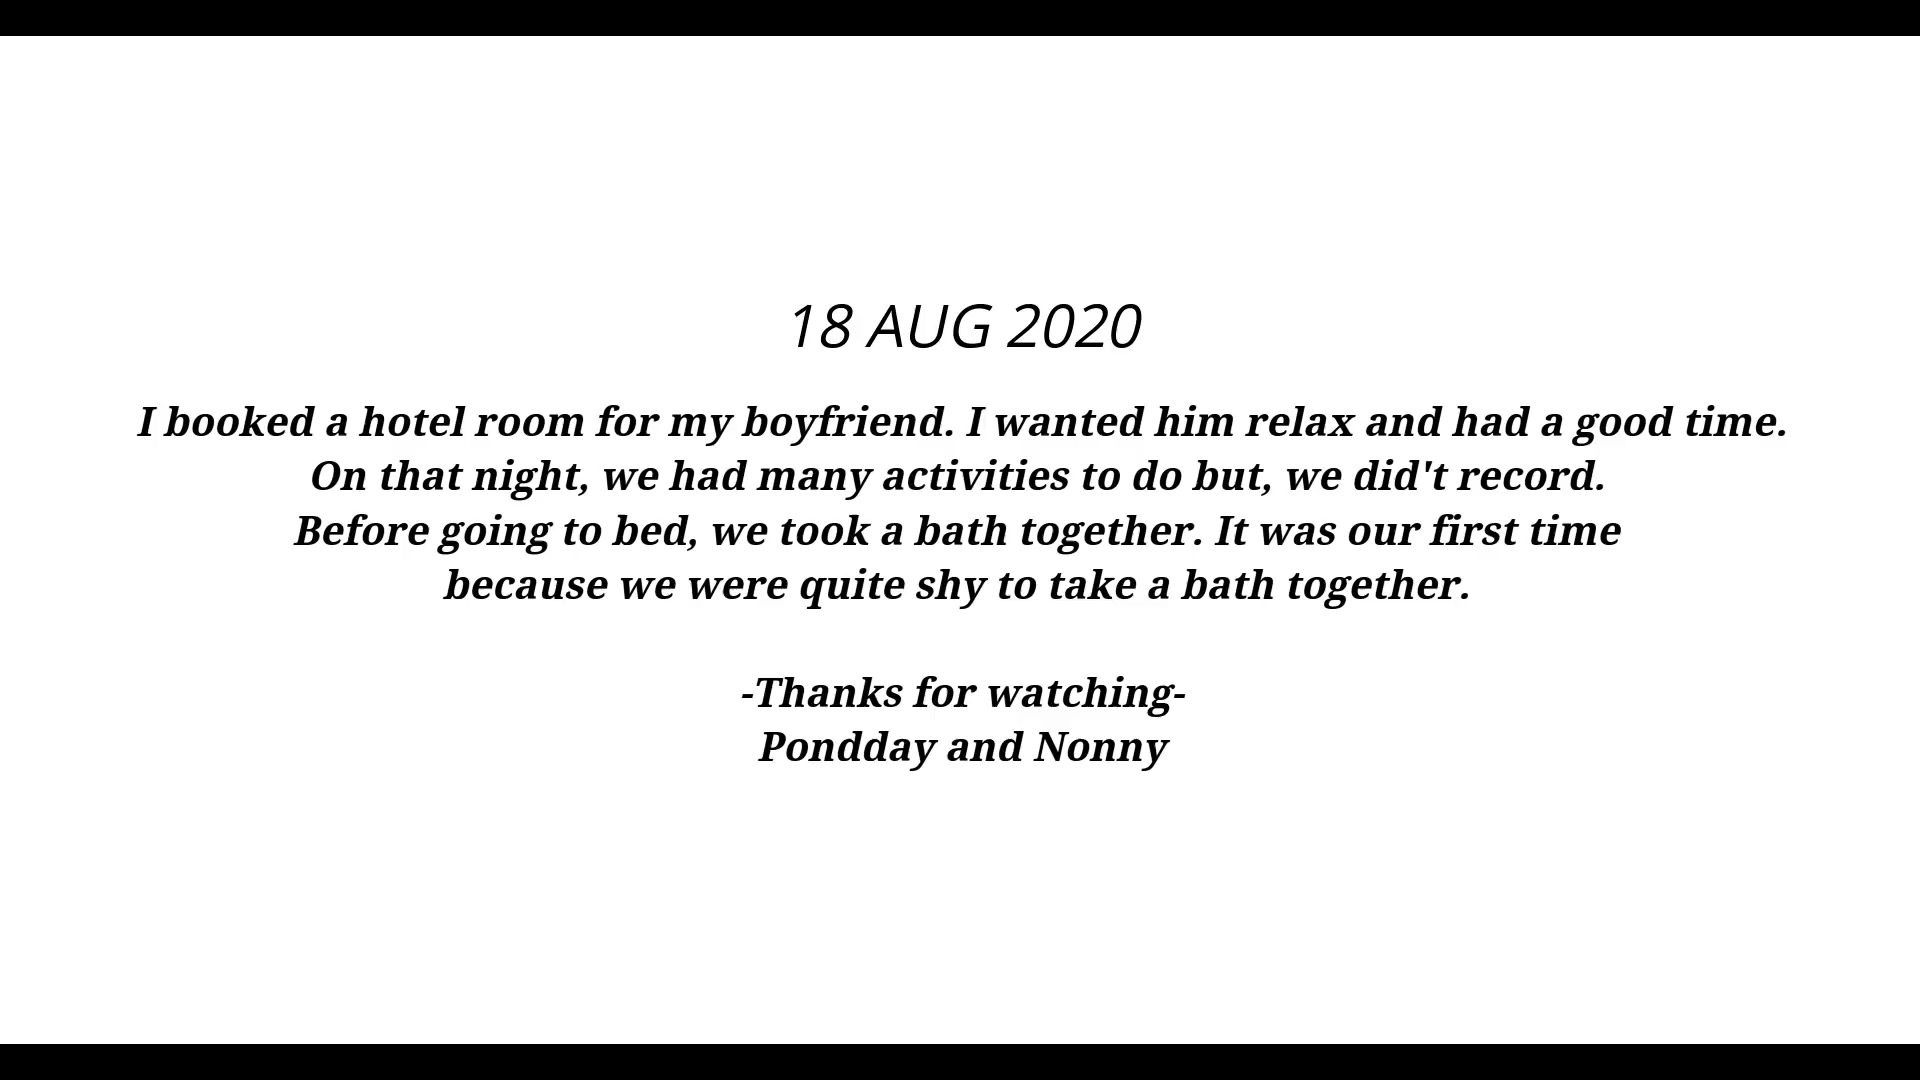 18 AUG 2020
I booked a hotel room for my boyfriend. I wanted him relax and had a good time.
On that night, we had many activities to do but, we did't record.
Before going to bed, we took a bath together. It was our first time
because we were quite shy to take a bath together.
-Thanks for watching-
Pondday and Nonny